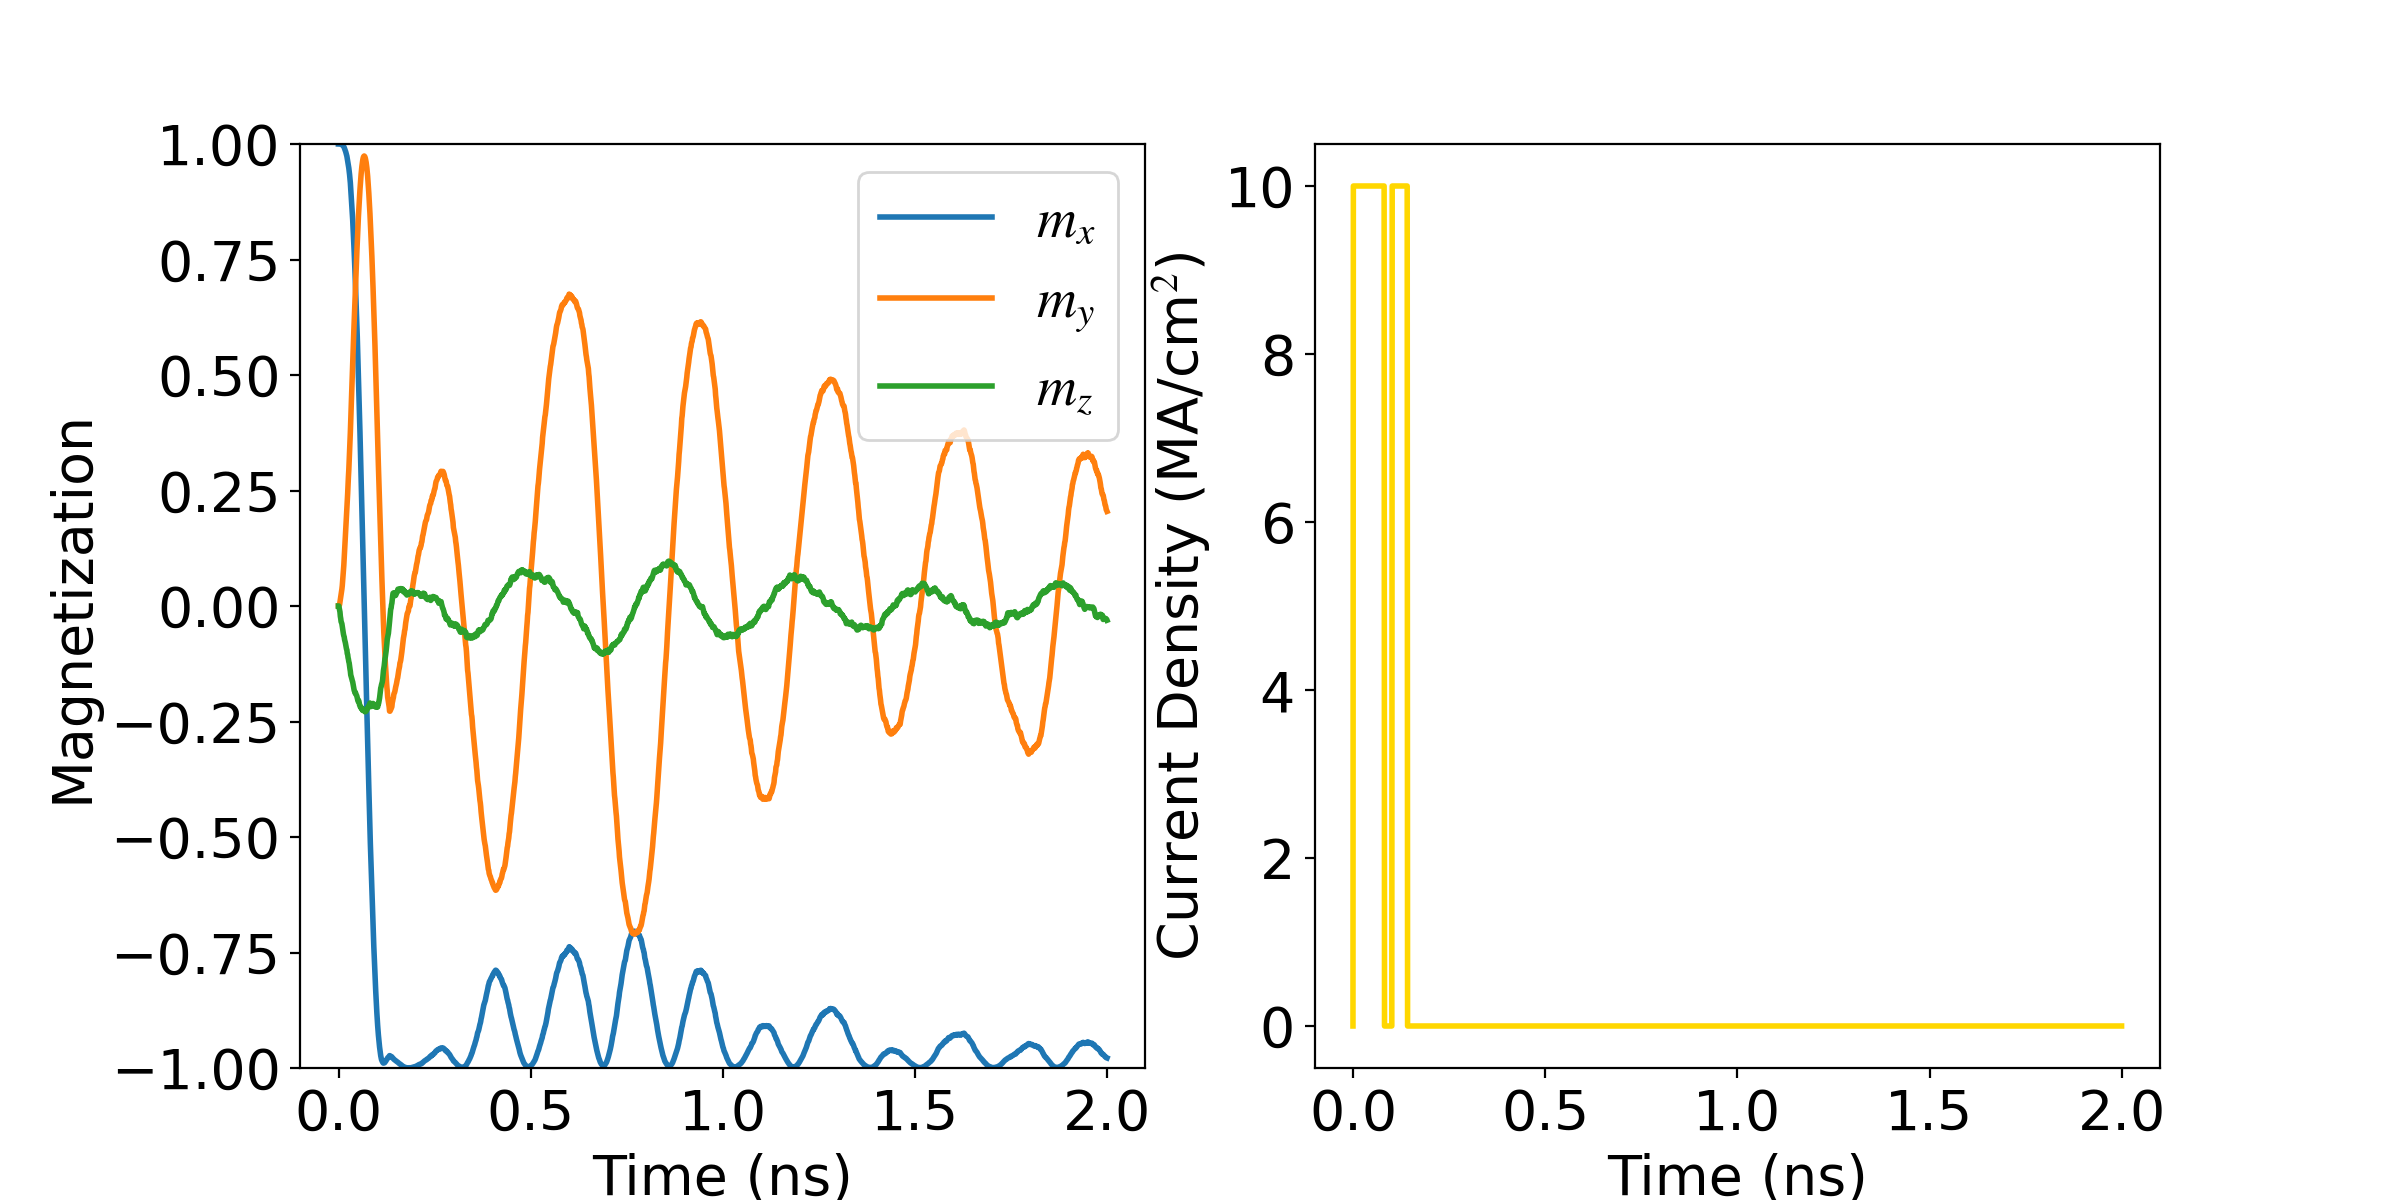 1.00
0.75
0.50
0.25
0.00
−0.25
−0.50
−0.75
−1.00
Magnetization
0.0 0.5 1.0 1.5 2.0
Time (ns)
m_x
m_y
m_z
10
8
6
4
2
0
Current Density (MA/cm²)
0.0 0.5 1.0 1.5 2.0
Time (ns)